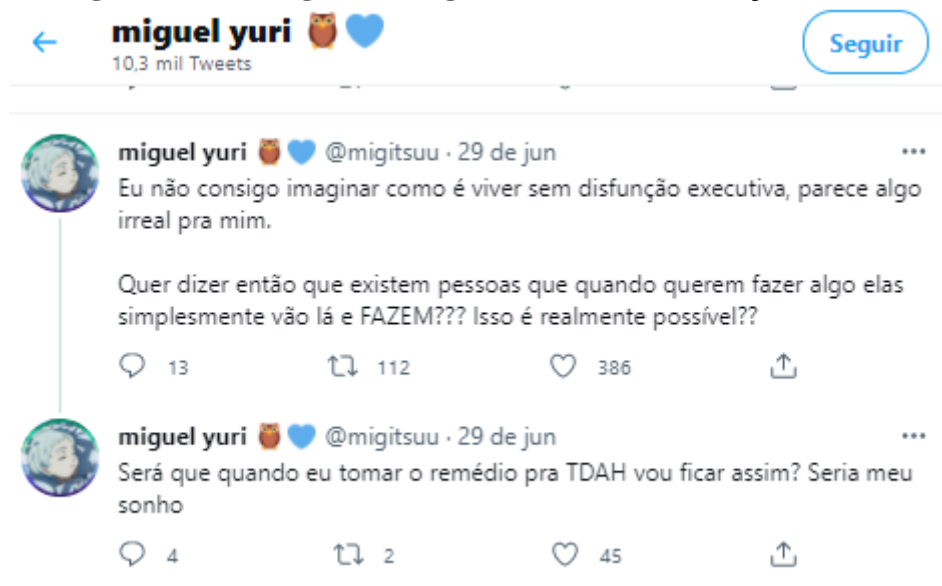 miguel yuri 🦉💙
10,3 mil Tweets
Seguir
miguel yuri 🦉💙 @migitsuu · 29 de jun
Eu não consigo imaginar como é viver sem disfunção executiva, parece algo
irreal pra mim.
Quer dizer então que existem pessoas que quando querem fazer algo elas
simplesmente vão lá e FAZEM??? Isso é realmente possível??
13 112 386
miguel yuri 🦉💙 @migitsuu · 29 de jun
Será que quando eu tomar o remédio pra TDAH vou ficar assim? Seria meu
sonho
4 2 45